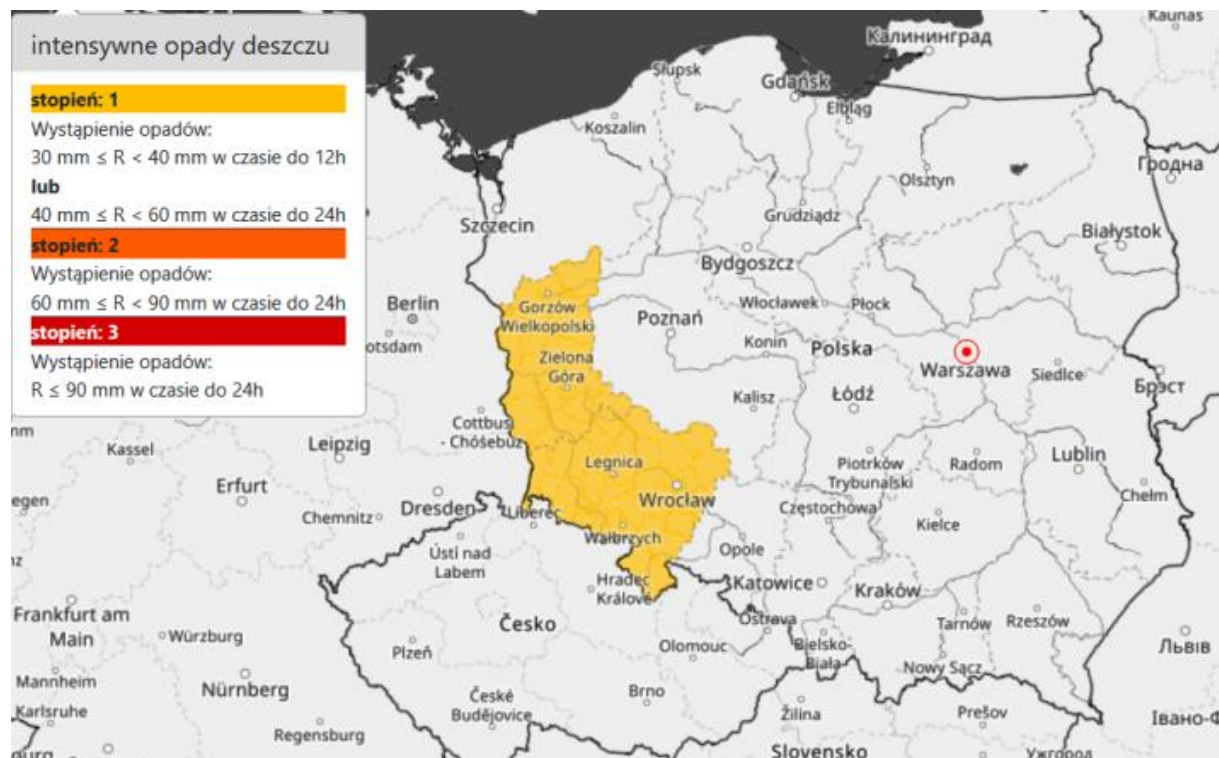 intensywne opady deszczu
stopień: 1
Wystąpienie opadów:
30 mm ≤ R < 40 mm w czasie do 12h
lub
40 mm ≤ R < 60 mm w czasie do 24h
stopień: 2
Wystąpienie opadów:
60 mm ≤ R < 90 mm w czasie do 24h
stopień: 3
Wystąpienie opadów:
R ≤ 90 mm w czasie do 24h
Kaunas
Калининград
Słupsk
Gdańsk
Elbląg
Koszalin
Гродна
Olsztyn
Grudziądz
Szczecin
Białystok
Bydgoszcz
Berlin
Włocławek
Płock
Gorzów
Wielkopolski
Poznań
otsdam
Konin
Polska
Zielona
Góra
Warszawa
Siedlce
Брэст
Kalisz
Łódź
Cottbus
- Chóśebuz
nm
Kassel
Leipzig
Legnica
Piotrków
Trybunalski
Radom
Lublin
Erfurt
egen
Wrocław
Chełm
Chemnitz
Dresden
Liberec
Częstochowa
Kielce
Wałbrzych
Opole
Ústí nad
Labem
Hradec
Králové
Katowice
Kraków
Frankfurt am
Main
Würzburg
Česko
Ostrava
Tarnów
Rzeszów
Plzeň
Olomouc
Bielsko-
Biała
Nowy Sącz
Львів
Mannheim
Nürnberg
České
Budějovice
Brno
Karlsruhe
Žilina
Prešov
Івано-Ф
Regensburg
Slovensko
Ужгород